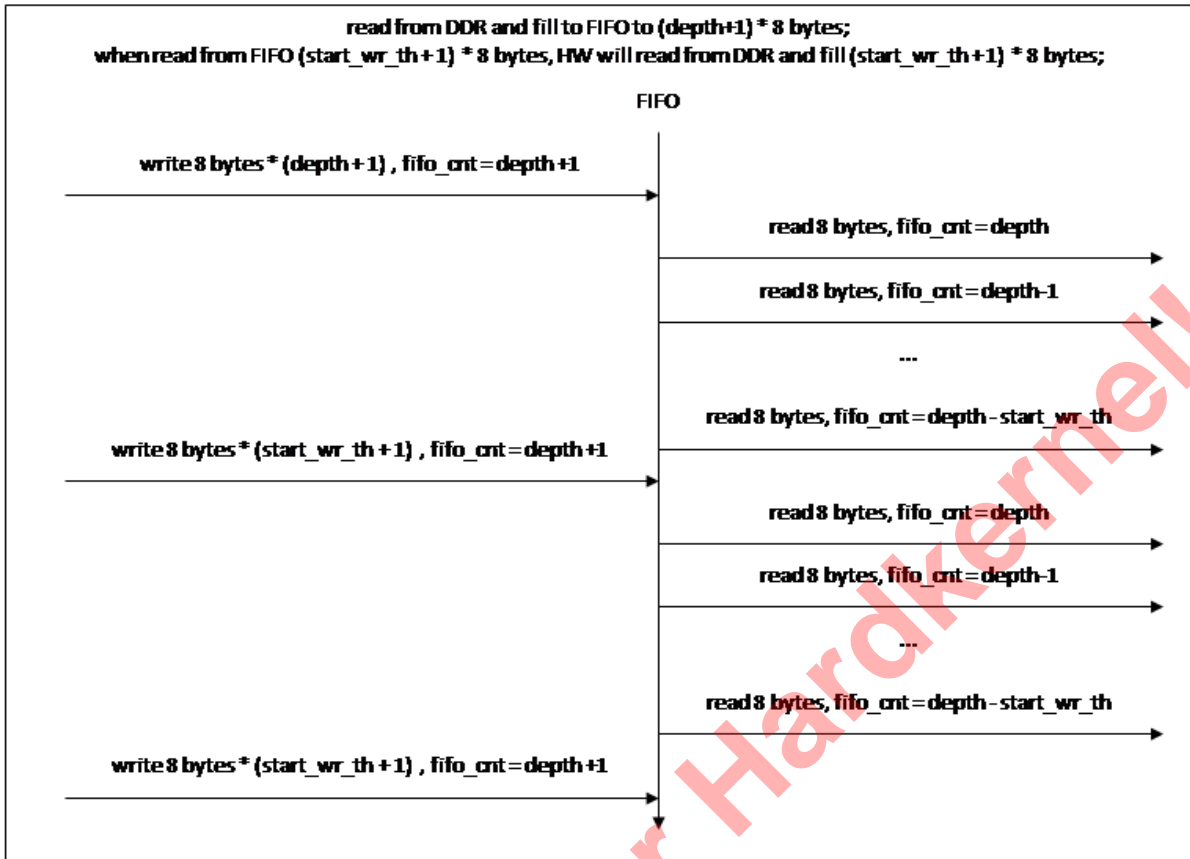 read from DDR and fill to FIFO to (depth+1) * 8 bytes;
when read from FIFO (start_wr_th + 1) * 8 bytes, HW will read from DDR and fill (start_wr_th + 1) * 8 bytes;
FIFO
write 8 bytes * (depth + 1) , fifo_cnt = depth +1
read 8 bytes, fifo_cnt = depth
read 8 bytes, fifo_cnt = depth-1
...
read 8 bytes, fifo_cnt = depth - start_wr_th
write 8 bytes * (start_wr_th + 1) , fifo_cnt = depth +1
read 8 bytes, fifo_cnt = depth
read 8 bytes, fifo_cnt = depth-1
...
read 8 bytes, fifo_cnt = depth - start_wr_th
write 8 bytes * (start_wr_th + 1) , fifo_cnt = depth +1
r Hardkernel